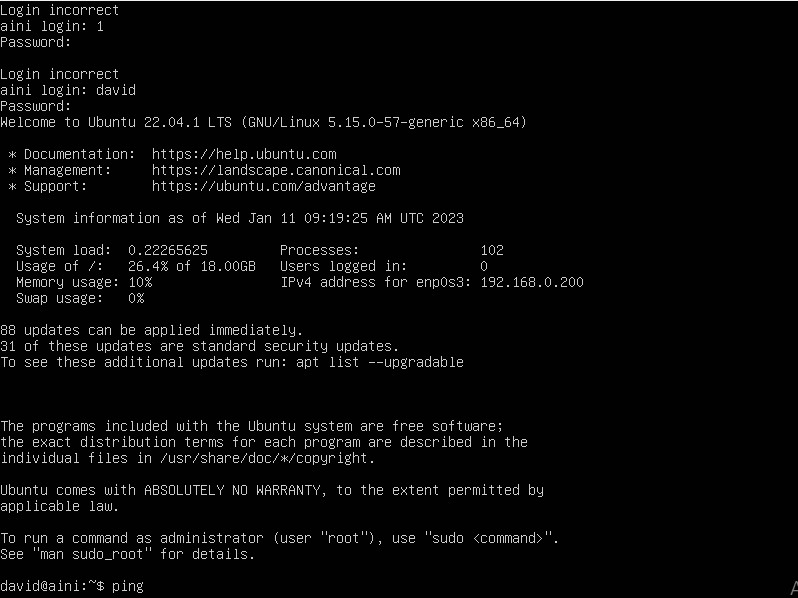 Login incorrect
aini login: 1
Password:
Login incorrect
aini login: david
Password:
Welcome to Ubuntu 22.04.1 LTS (GNU/Linux 5.15.0-57-generic x86_64)
* Documentation:  https://help.ubuntu.com
* Management:     https://landscape.canonical.com
* Support:        https://ubuntu.com/advantage
System information as of Wed Jan 11 09:19:25 AM UTC 2023
System load:  0.22265625         Processes:               102
Usage of /:   26.4% of 18.00GB   Users logged in:         0
Memory usage: 10%                IPv4 address for enp0s3: 192.168.0.200
Swap usage:   0%
88 updates can be applied immediately.
31 of these updates are standard security updates.
To see these additional updates run: apt list --upgradable
The programs included with the Ubuntu system are free software;
the exact distribution terms for each program are described in the
individual files in /usr/share/doc/*/copyright.
Ubuntu comes with ABSOLUTELY NO WARRANTY, to the extent permitted by
applicable law.
To run a command as administrator (user "root"), use "sudo <command>".
See "man sudo_root" for details.
david@aini:~$ ping